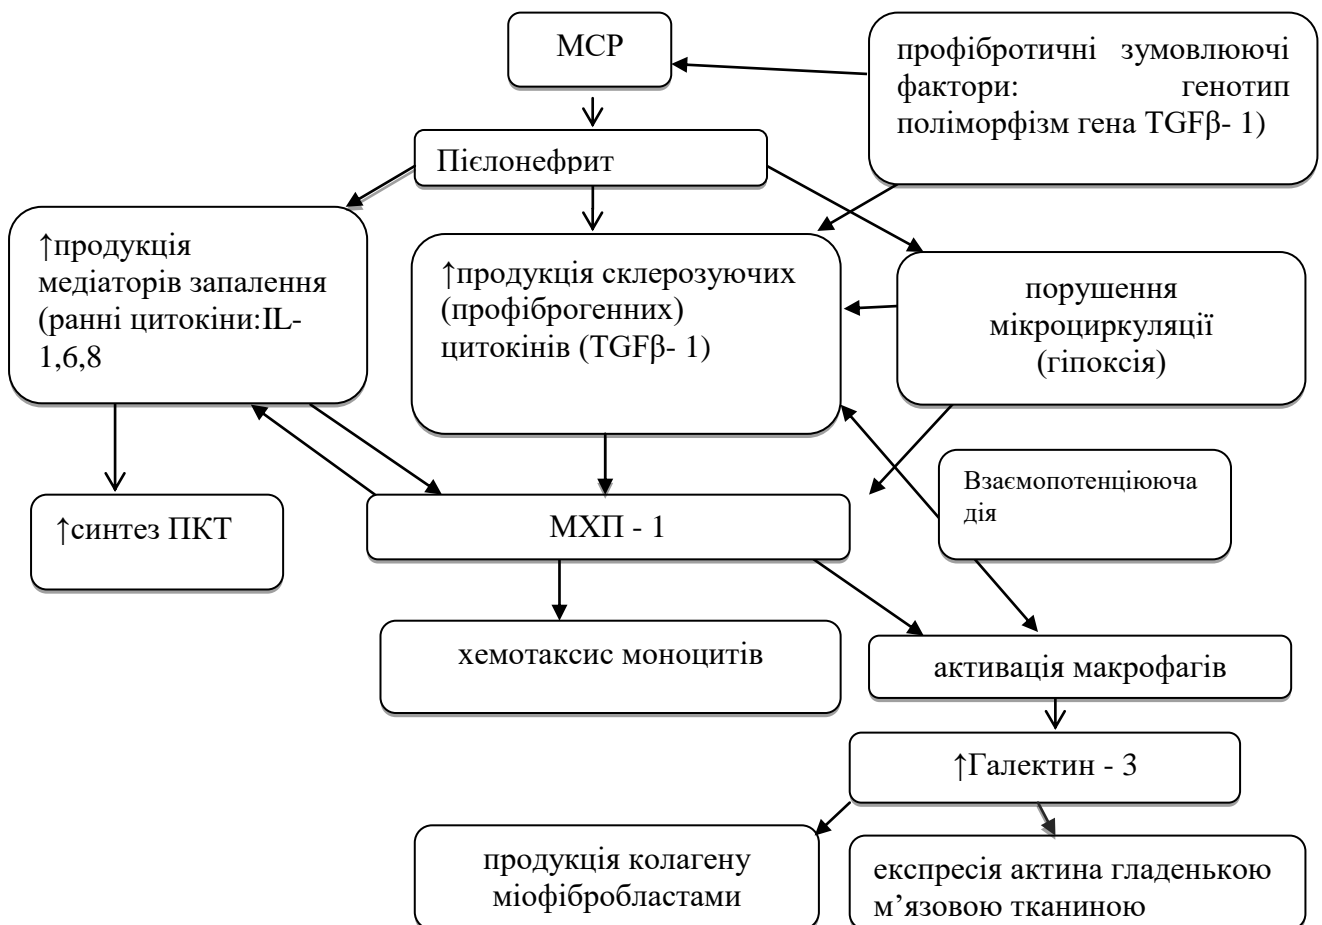 МСР
профібротичні зумовлюючі
фактори: генотип
поліморфізм гена TGFβ- 1)
Пієлонефрит
↑продукція
медіаторів запалення
(ранні цитокіни:IL-
1,6,8
↑продукція склерозуючих
(профіброгенних)
цитокінів (TGFβ- 1)
порушення
мікроциркуляції
(гіпоксія)
Взаємопотенціююча
дія
↑синтез ПКТ
МХП - 1
хемотаксис моноцитів
активація макрофагів
↑Галектин - 3
продукція колагену
міофібробластами
експресія актина гладенькою
м’язовою тканиною